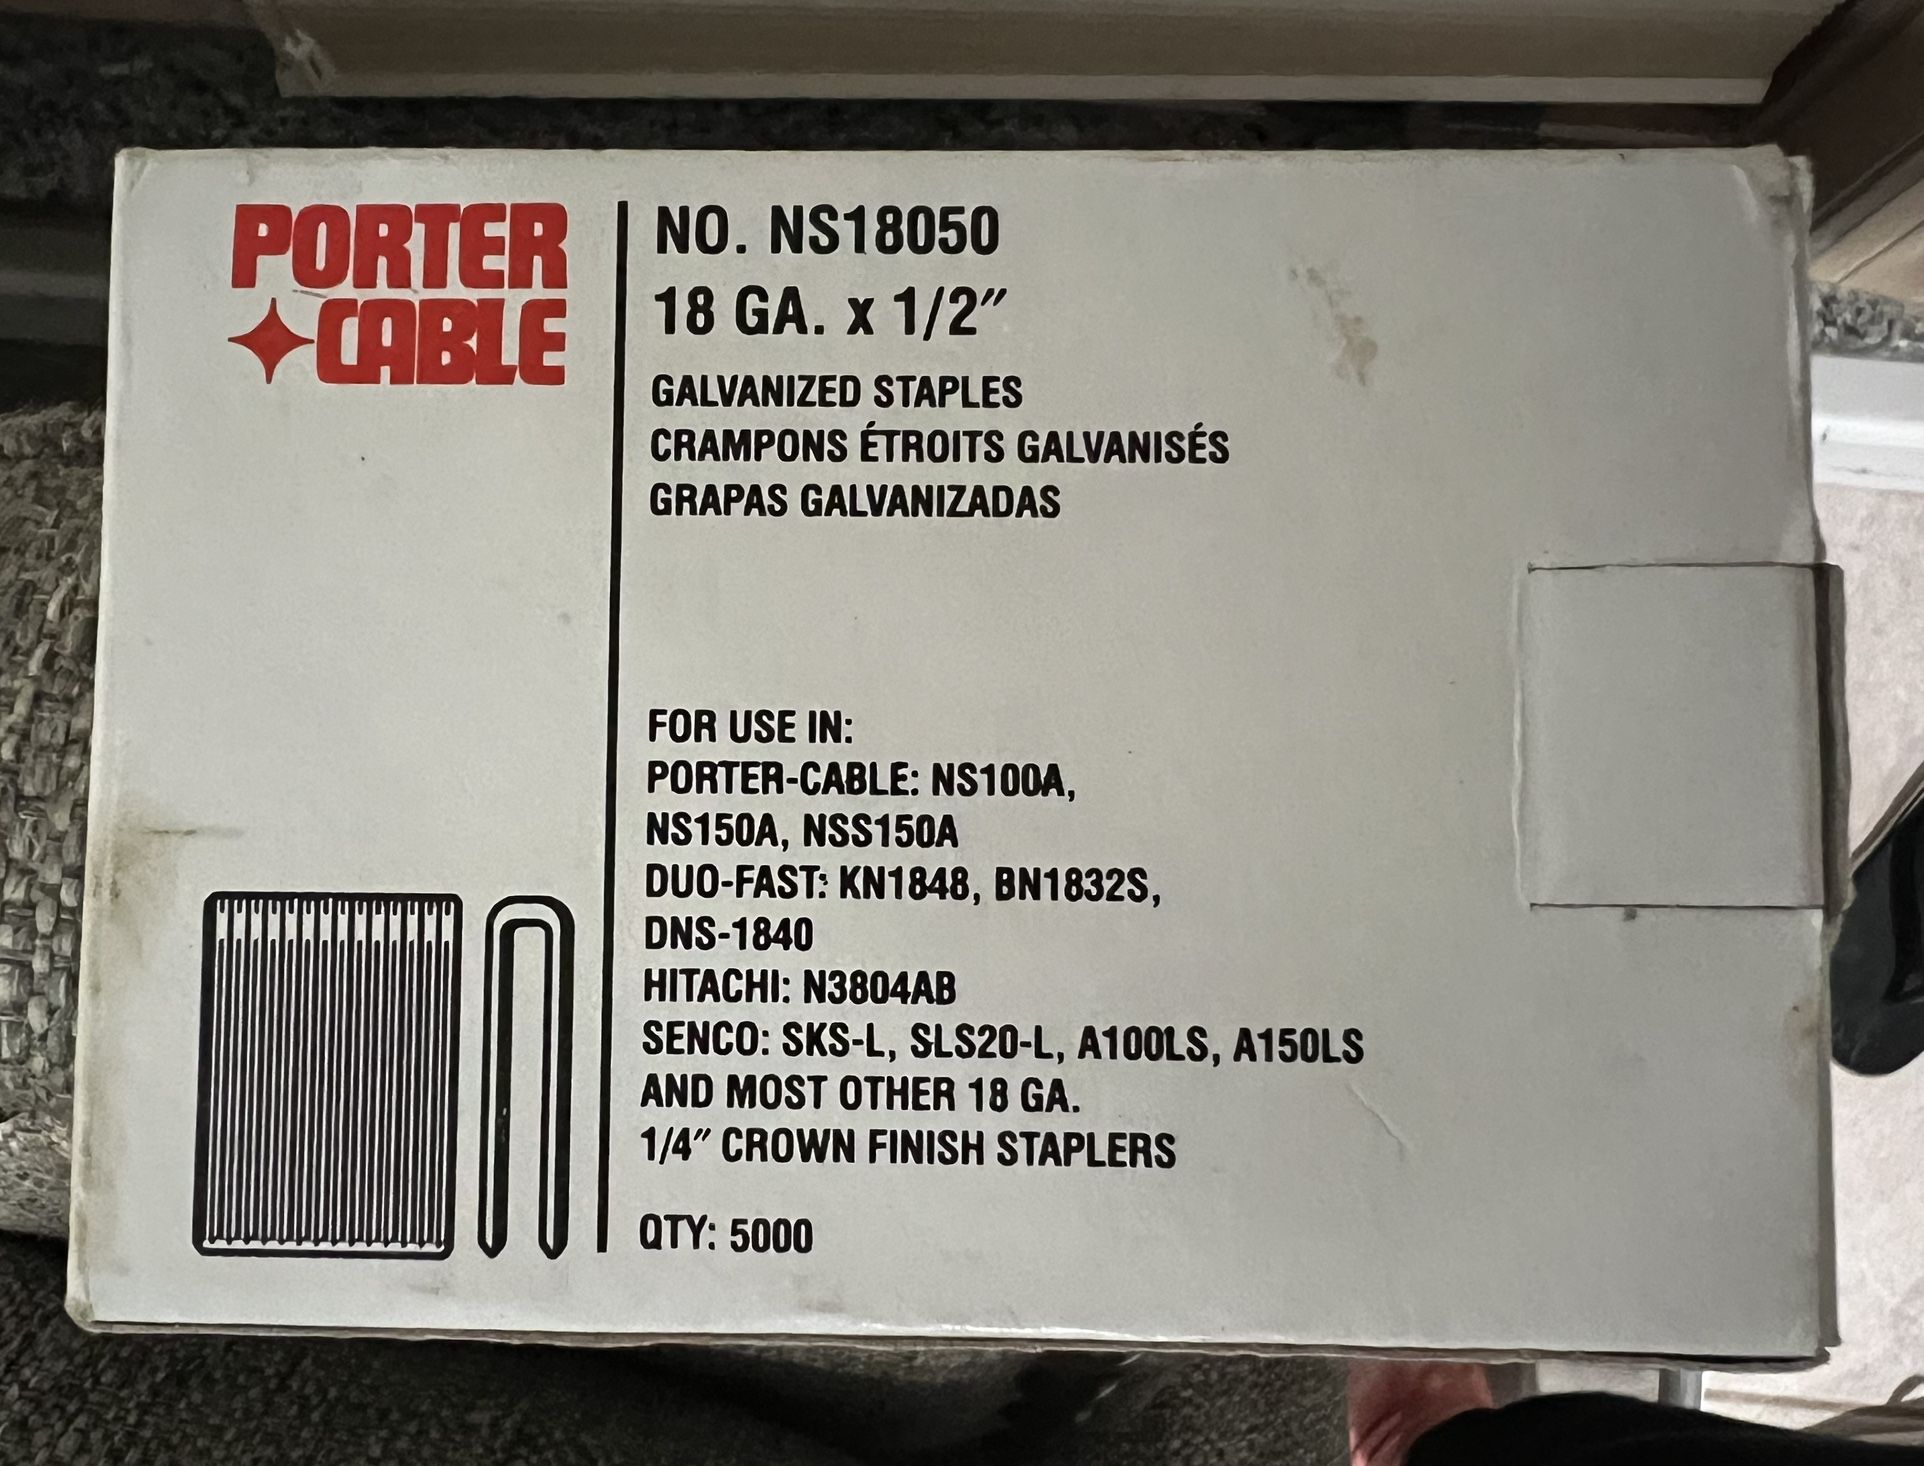 PORTER
CABLE
NO. NS18050
18 GA. x 1/2″
GALVANIZED STAPLES
CRAMPONS ÉTROITS GALVANISÉS
GRAPAS GALVANIZADAS
FOR USE IN:
PORTER-CABLE: NS100A,
NS150A, NSS150A
DUO-FAST: KN1848, BN1832S,
DNS-1840
HITACHI: N3804AB
SENCO: SKS-L, SLS20-L, A100LS, A150LS
AND MOST OTHER 18 GA.
1/4″ CROWN FINISH STAPLERS
QTY: 5000